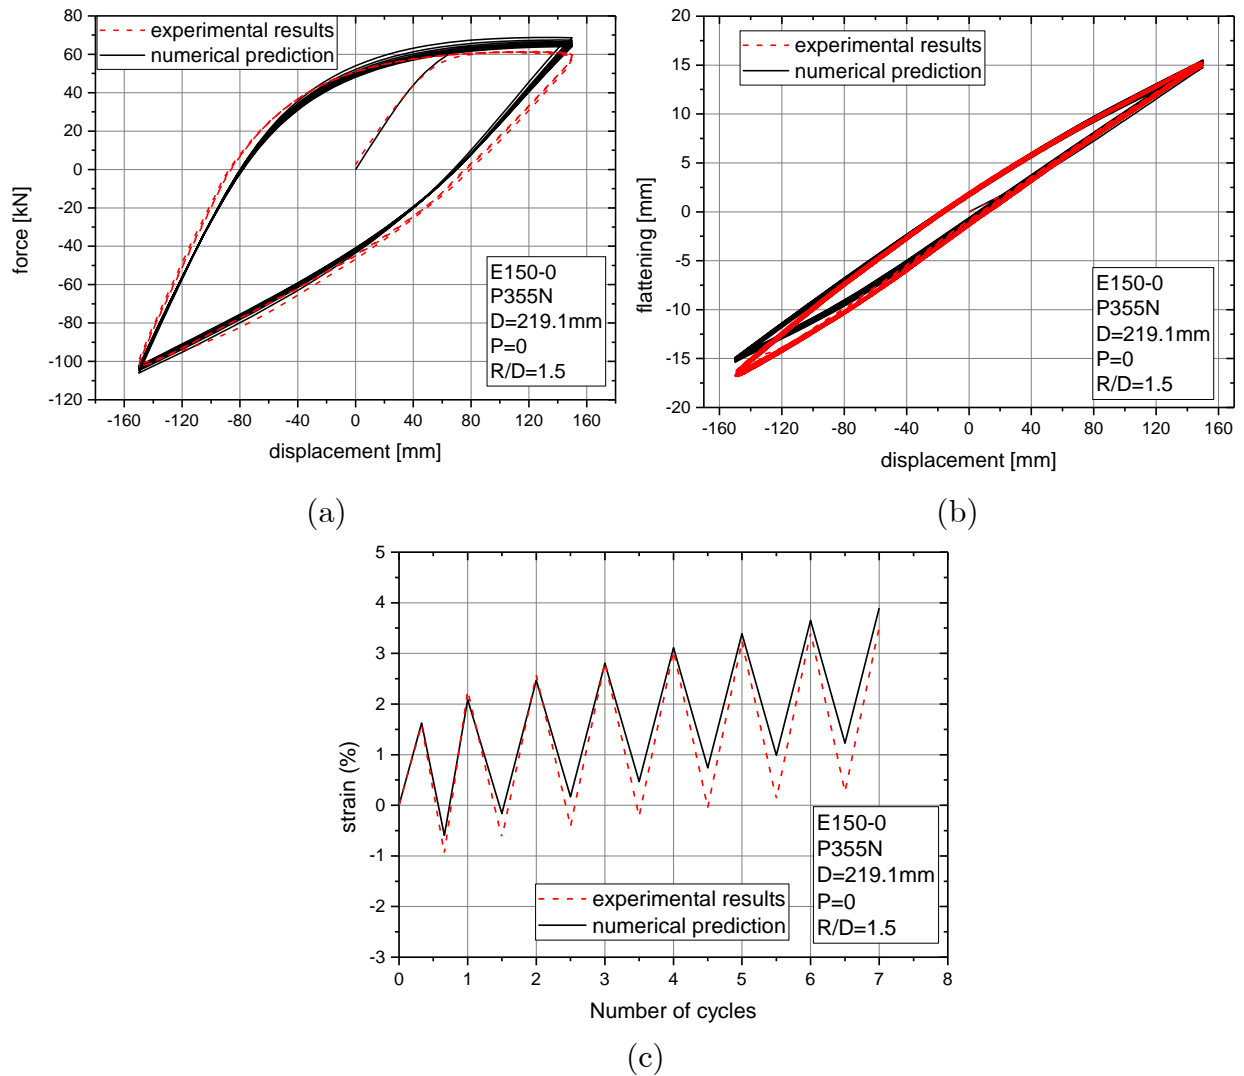 80
60
40
20
0
-20
-40
-60
-80
-100
-120
-160
-120
-80
-40
0
40
80
120
160
force [kN]
displacement [mm]
experimental results
numerical prediction
E150-0
P355N
D=219.1mm
P=0
R/D=1.5
(a)
20
15
10
5
0
-5
-10
-15
-20
-160
-120
-80
-40
0
40
80
120
160
flattening [mm]
displacement [mm]
experimental results
numerical prediction
E150-0
P355N
D=219.1mm
P=0
R/D=1.5
(b)
5
4
3
2
1
0
-1
-2
-3
0
1
2
3
4
5
6
7
8
strain (%)
Number of cycles
experimental results
numerical prediction
E150-0
P355N
D=219.1mm
P=0
R/D=1.5
(c)